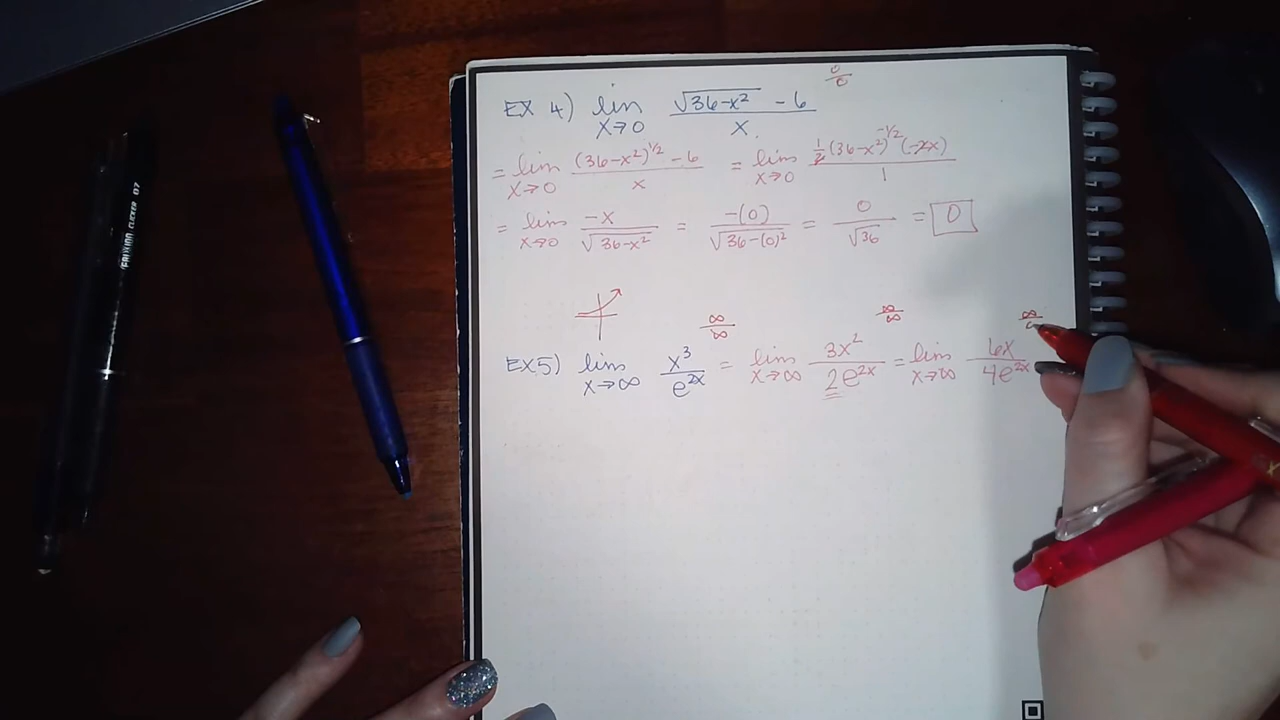 EX 4) lim x→0 (√(36-x²) - 6)/x 0/0
= lim x→0 ((36-x²)^1/2 - 6)/x = lim x→0 (1/2 (36-x²)^-1/2 (-2x))/1
= lim x→0 -x/√(36-x²) = -(0)/√(36-(0)²) = 0/√36 = 0
∞/∞ ∞/∞ ∞
EX 5) lim x→∞ x³/e^2x = lim x→∞ 3x²/2e^2x = lim x→∞ 6x/4e^2x
07